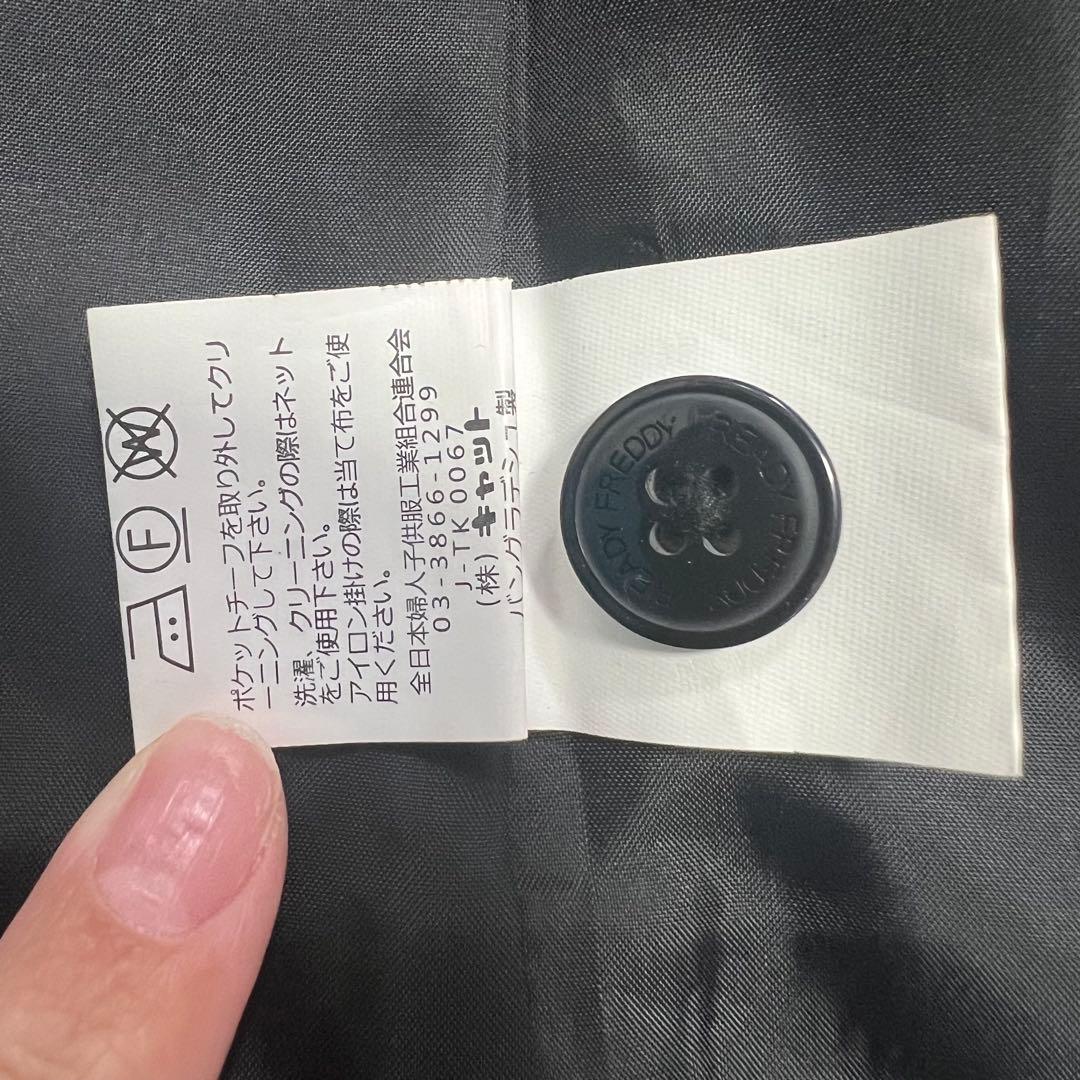 W
F
ポケットチーフを取り外してクリ
ーニングして下さい。
洗濯、クリーニングの際はネット
をご使用下さい。
アイロン掛けの際は当て布をご使
用ください。
全日本婦人子供服工業組合連合会
03-3866-1299
J-TK0067
(株)キャット
バングラデシュ製
READY FREDDY・READY FREDDY